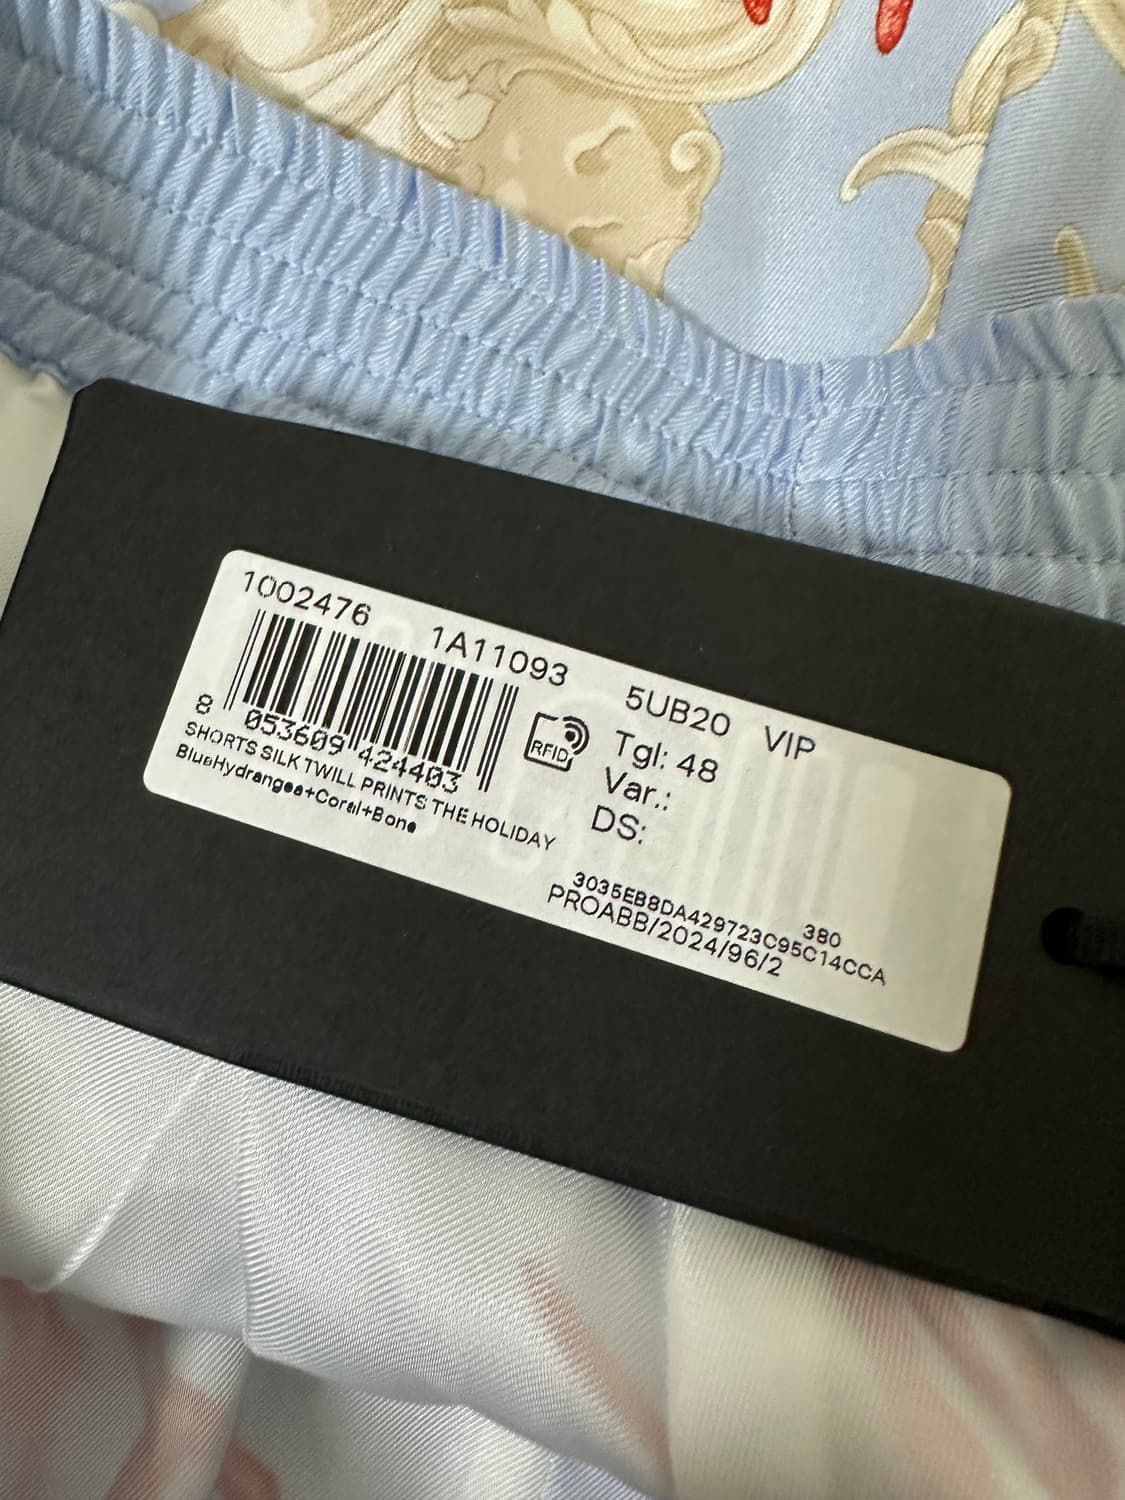 1002476 1A11093 5UB20 VIP
8 053609 424403
RFID
Tgl: 48
Var.:
DS:
SHORTS SILK TWILL PRINTS THE HOLIDAY
BlueHydrangea+Coral+Bone
380
3035EB8DA429723C95C14CCA
PROABB/2024/96/2